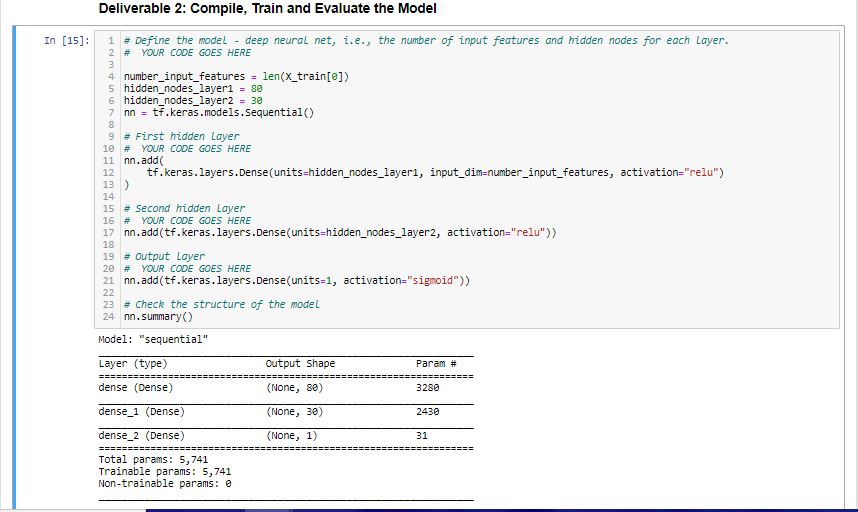 Deliverable 2: Compile, Train and Evaluate the Model
In [15]:
1 # Define the model - deep neural net, i.e., the number of input features and hidden nodes for each layer.
2 #  YOUR CODE GOES HERE
3
4 number_input_features = len(X_train[0])
5 hidden_nodes_layer1 = 80
6 hidden_nodes_layer2 = 30
7 nn = tf.keras.models.Sequential()
8
9 # First hidden layer
10 #  YOUR CODE GOES HERE
11 nn.add(
12     tf.keras.layers.Dense(units=hidden_nodes_layer1, input_dim=number_input_features, activation="relu")
13 )
14
15 # Second hidden layer
16 #  YOUR CODE GOES HERE
17 nn.add(tf.keras.layers.Dense(units=hidden_nodes_layer2, activation="relu"))
18
19 # Output layer
20 #  YOUR CODE GOES HERE
21 nn.add(tf.keras.layers.Dense(units=1, activation="sigmoid"))
22
23 # Check the structure of the model
24 nn.summary()
Model: "sequential"
Layer (type) Output Shape Param #
dense (Dense) (None, 80) 3280
dense_1 (Dense) (None, 30) 2430
dense_2 (Dense) (None, 1) 31
Total params: 5,741
Trainable params: 5,741
Non-trainable params: 0